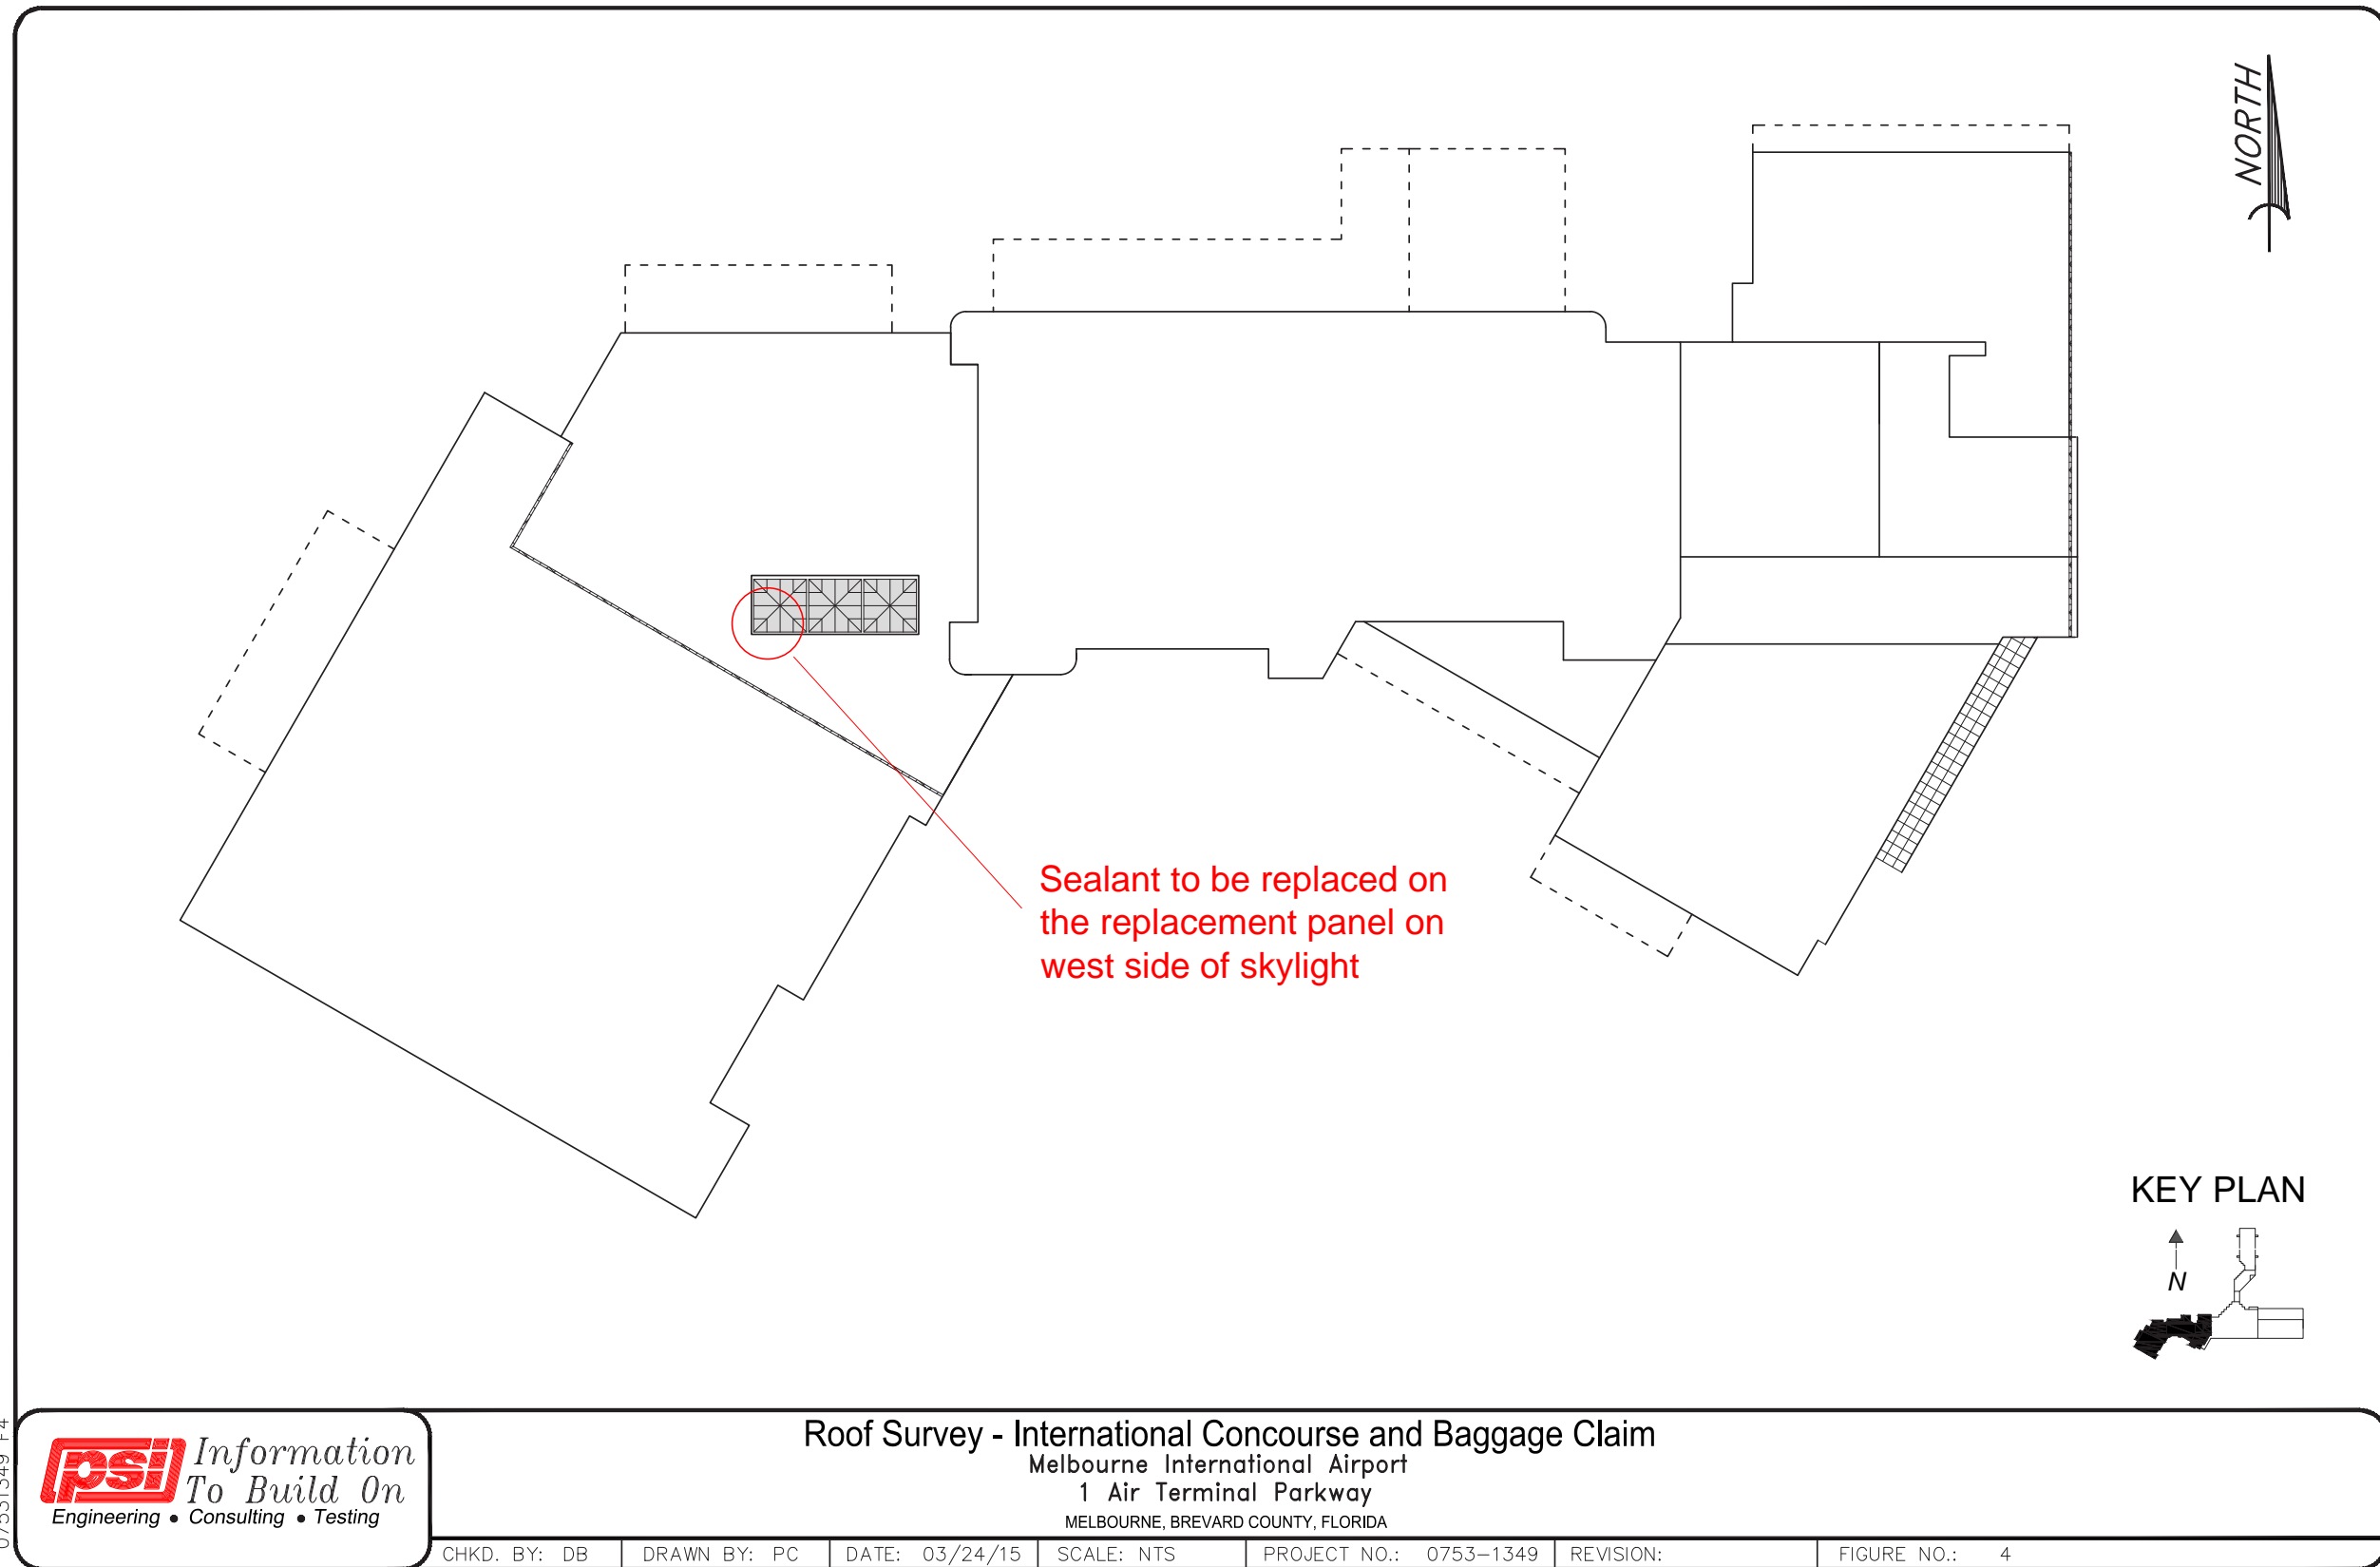 NORTH
Sealant to be replaced on
the replacement panel on
west side of skylight
KEY PLAN
N
07531349 F4
psi
Information
To Build On
Engineering • Consulting • Testing
Roof Survey - International Concourse and Baggage Claim
Melbourne International Airport
1 Air Terminal Parkway
MELBOURNE, BREVARD COUNTY, FLORIDA
CHKD. BY: DB
DRAWN BY: PC
DATE: 03/24/15
SCALE: NTS
PROJECT NO.: 0753-1349
REVISION:
FIGURE NO.: 4